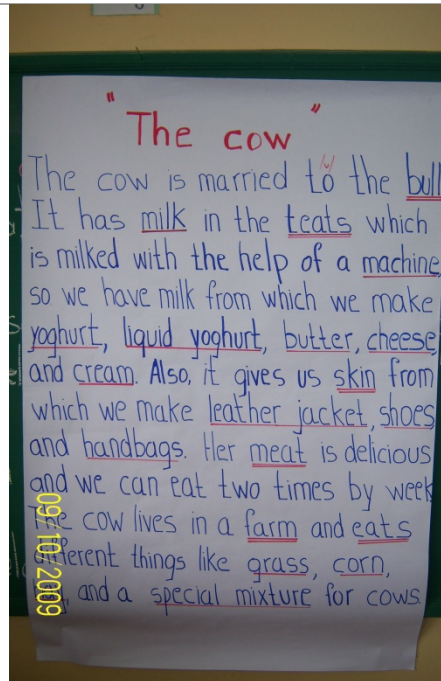 "The cow"
The cow is married to the bull
It has milk in the teats which
is milked with the help of a machine
so we have milk from which we make
yoghurt, liquid yoghurt, butter, cheese
and cream. Also, it gives us skin from
which we make leather jacket, shoes
and handbags. Her meat is delicious
and we can eat two times by week
The cow lives in a farm and eats
different things like grass, corn,
and a special mixture for cows.
09/10/2009